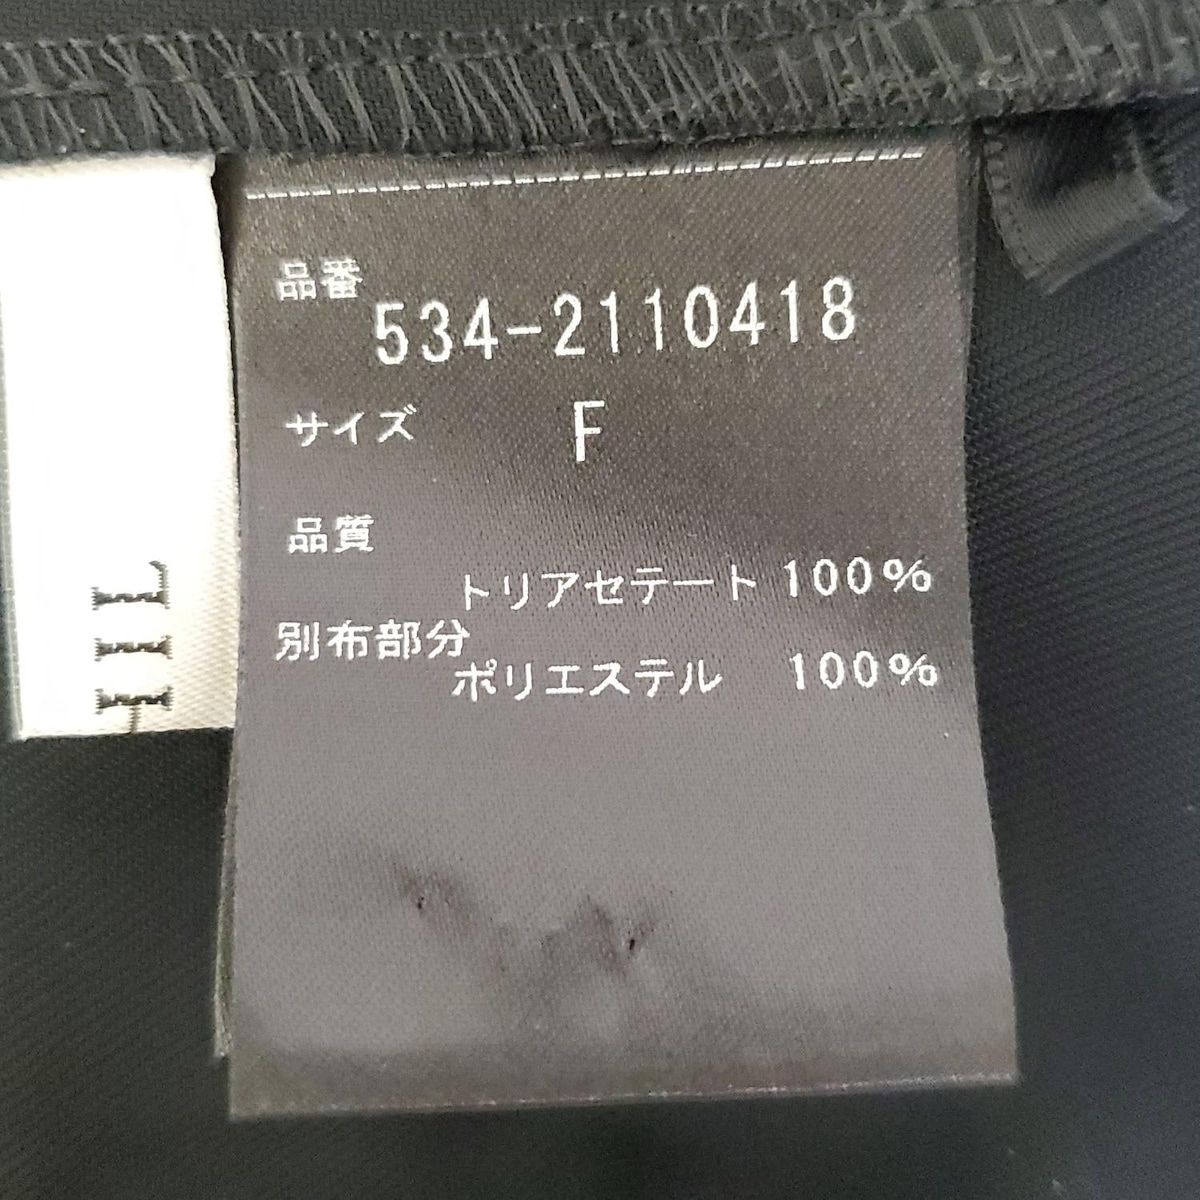 品番
534-2110418
サイズ F
品質
トリアセテート 100%
別布部分
ポリエステル 100%